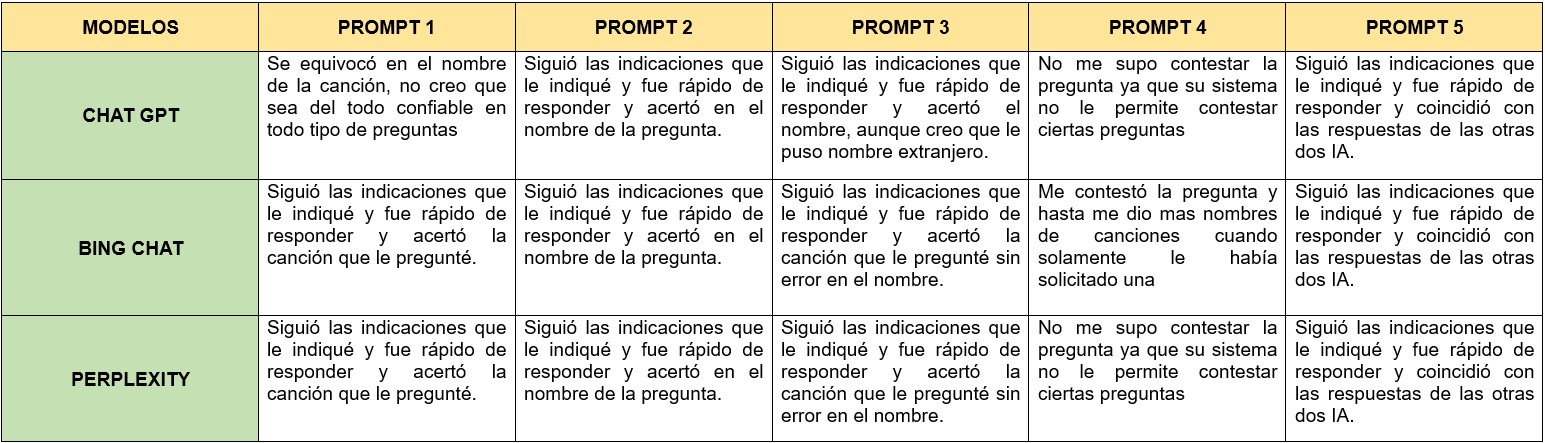 MODELOS PROMPT 1 PROMPT 2 PROMPT 3 PROMPT 4 PROMPT 5
CHAT GPT
Se equivocó en el nombre
de la canción, no creo que
sea del todo confiable en
todo tipo de preguntas
Siguió las indicaciones que
le indiqué y fue rápido de
responder y acertó en el
nombre de la pregunta.
Siguió las indicaciones que
le indiqué y fue rápido de
responder y acertó el
nombre, aunque creo que le
puso nombre extranjero.
No me supo contestar la
pregunta ya que su sistema
no le permite contestar
ciertas preguntas
Siguió las indicaciones que
le indiqué y fue rápido de
responder y coincidió con
las respuestas de las otras
dos IA.
BING CHAT
Siguió las indicaciones que
le indiqué y fue rápido de
responder y acertó la
canción que le pregunté.
Siguió las indicaciones que
le indiqué y fue rápido de
responder y acertó en el
nombre de la pregunta.
Siguió las indicaciones que
le indiqué y fue rápido de
responder y acertó la
canción que le pregunté sin
error en el nombre.
Me contestó la pregunta y
hasta me dio mas nombres
de canciones cuando
solamente le había
solicitado una
Siguió las indicaciones que
le indiqué y fue rápido de
responder y coincidió con
las respuestas de las otras
dos IA.
PERPLEXITY
Siguió las indicaciones que
le indiqué y fue rápido de
responder y acertó la
canción que le pregunté.
Siguió las indicaciones que
le indiqué y fue rápido de
responder y acertó en el
nombre de la pregunta.
Siguió las indicaciones que
le indiqué y fue rápido de
responder y acertó la
canción que le pregunté sin
error en el nombre.
No me supo contestar la
pregunta ya que su sistema
no le permite contestar
ciertas preguntas
Siguió las indicaciones que
le indiqué y fue rápido de
responder y coincidió con
las respuestas de las otras
dos IA.